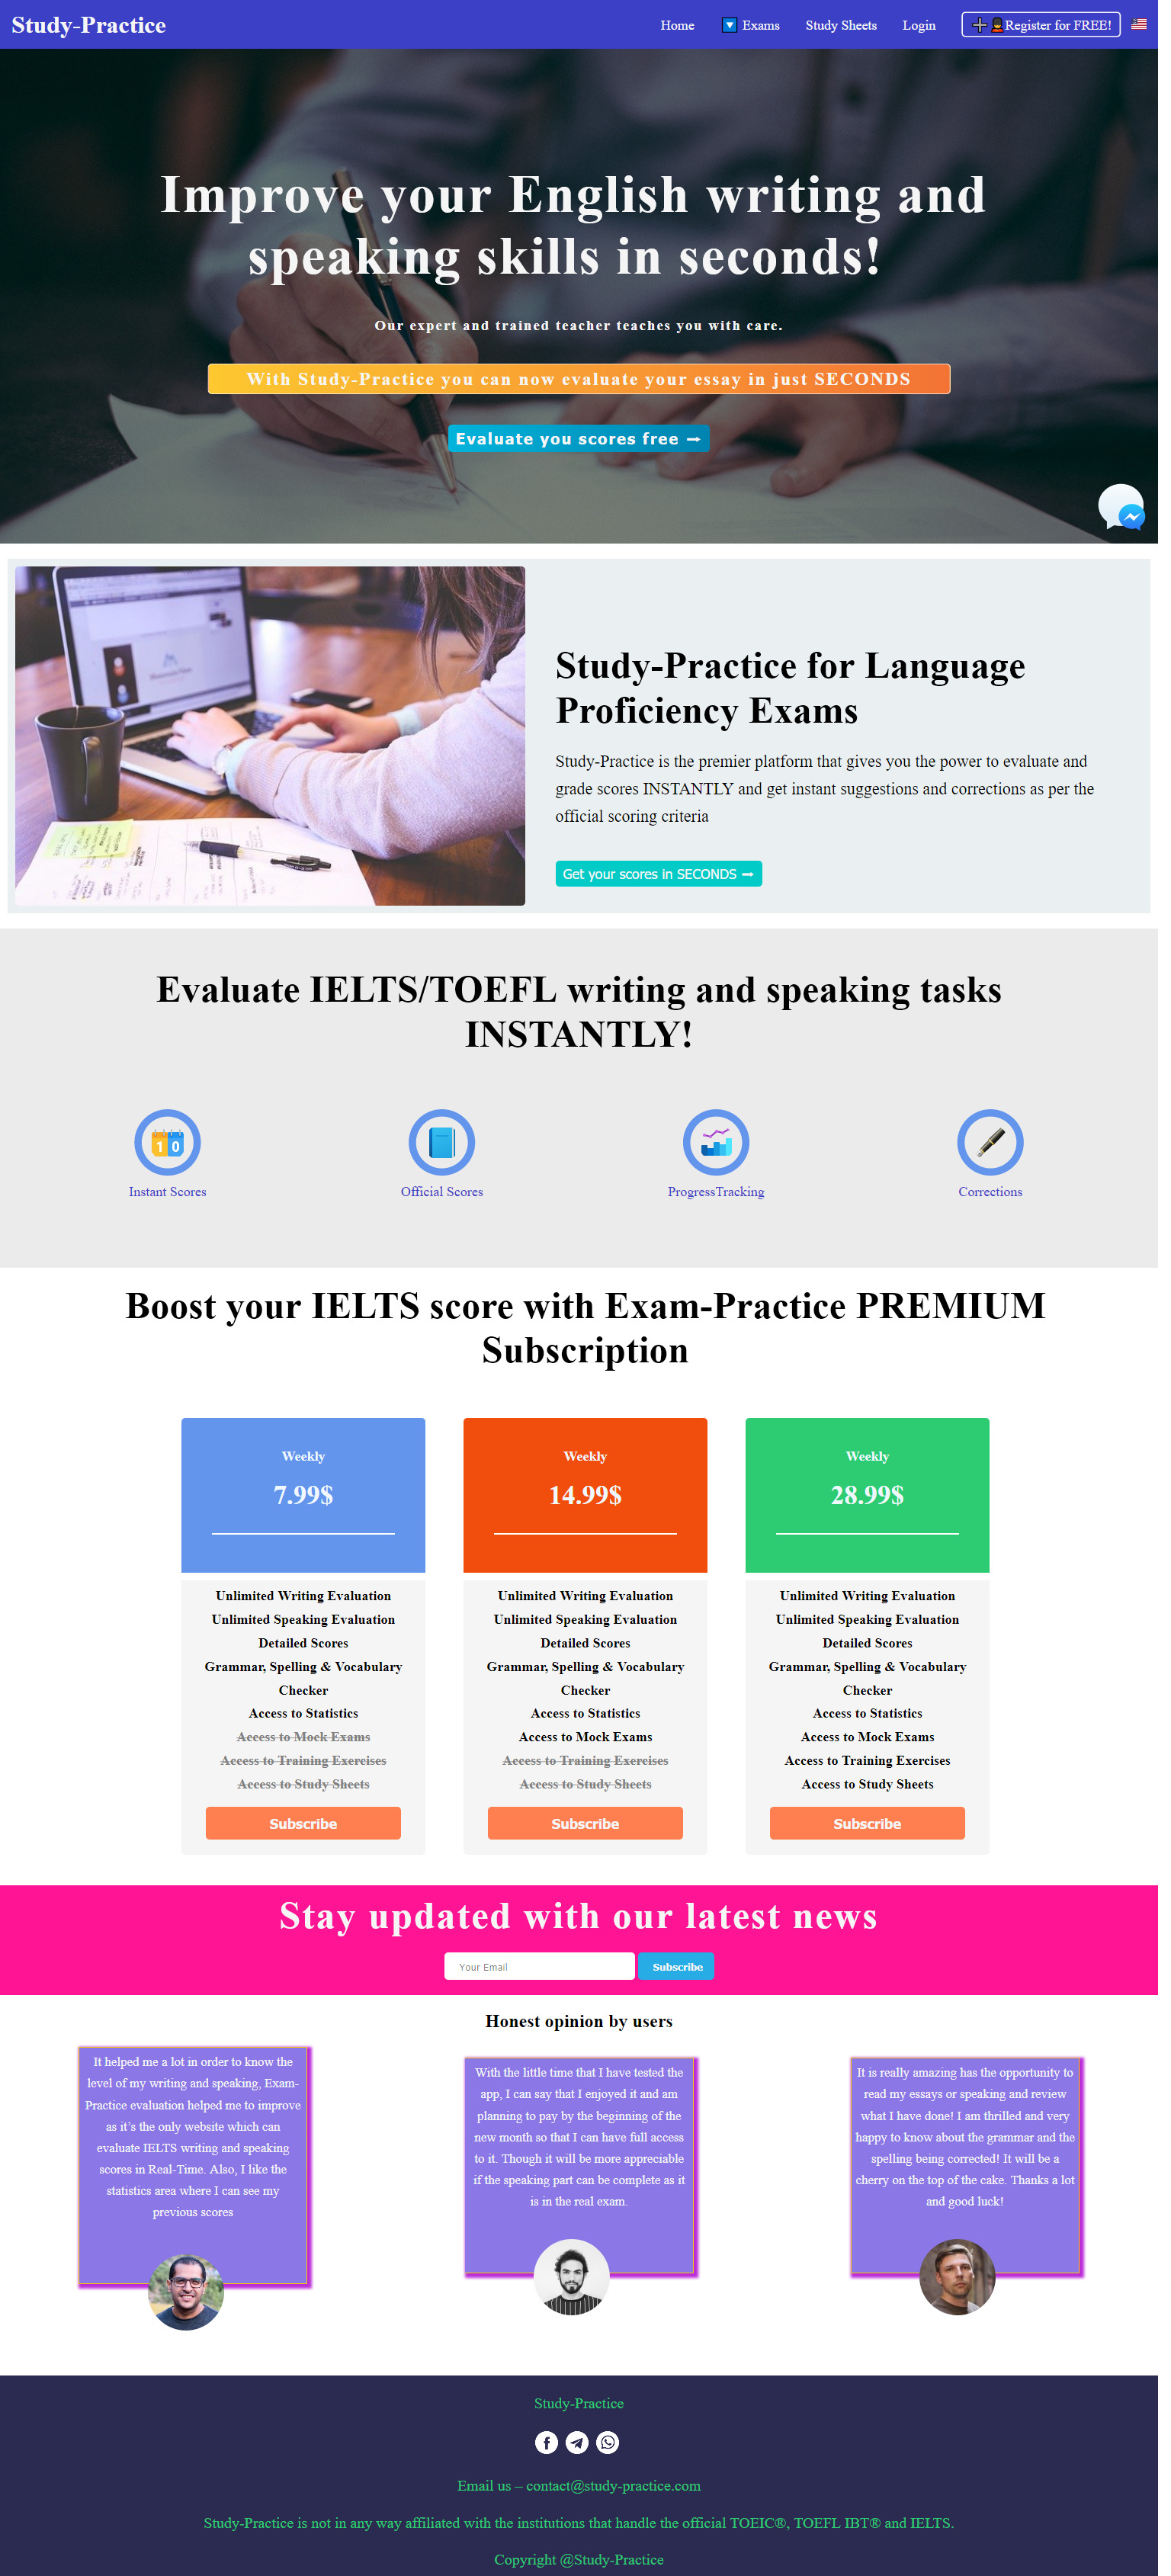 Study-Practice
Home
Exams
Study Sheets
Login
Register for FREE!
Improve your English writing and
speaking skills in seconds!
Our expert and trained teacher teaches you with care.
With Study-Practice you can now evaluate your essay in just SECONDS
Evaluate you scores free ➞
Study-Practice for Language
Proficiency Exams
Study-Practice is the premier platform that gives you the power to evaluate and
grade scores INSTANTLY and get instant suggestions and corrections as per the
official scoring criteria
Get your scores in SECONDS ➞
Evaluate IELTS/TOEFL writing and speaking tasks
INSTANTLY!
1 0
Instant Scores
Official Scores
ProgressTracking
Corrections
Boost your IELTS score with Exam-Practice PREMIUM
Subscription
Weekly
7.99$
Unlimited Writing Evaluation
Unlimited Speaking Evaluation
Detailed Scores
Grammar, Spelling & Vocabulary
Checker
Access to Statistics
Access to Mock Exams
Access to Training Exercises
Access to Study Sheets
Subscribe
Weekly
14.99$
Unlimited Writing Evaluation
Unlimited Speaking Evaluation
Detailed Scores
Grammar, Spelling & Vocabulary
Checker
Access to Statistics
Access to Mock Exams
Access to Training Exercises
Access to Study Sheets
Subscribe
Weekly
28.99$
Unlimited Writing Evaluation
Unlimited Speaking Evaluation
Detailed Scores
Grammar, Spelling & Vocabulary
Checker
Access to Statistics
Access to Mock Exams
Access to Training Exercises
Access to Study Sheets
Subscribe
Stay updated with our latest news
Your Email
Subscribe
Honest opinion by users
It helped me a lot in order to know the
level of my writing and speaking, Exam-
Practice evaluation helped me to improve
as it’s the only website which can
evaluate IELTS writing and speaking
scores in Real-Time. Also, I like the
statistics area where I can see my
previous scores
With the little time that I have tested the
app, I can say that I enjoyed it and am
planning to pay by the beginning of the
new month so that I can have full access
to it. Though it will be more appreciable
if the speaking part can be complete as it
is in the real exam.
It is really amazing has the opportunity to
read my essays or speaking and review
what I have done! I am thrilled and very
happy to know about the grammar and the
spelling being corrected! It will be a
cherry on the top of the cake. Thanks a lot
and good luck!
Study-Practice
Email us – contact@study-practice.com
Study-Practice is not in any way affiliated with the institutions that handle the official TOEIC®, TOEFL IBT® and IELTS.
Copyright @Study-Practice